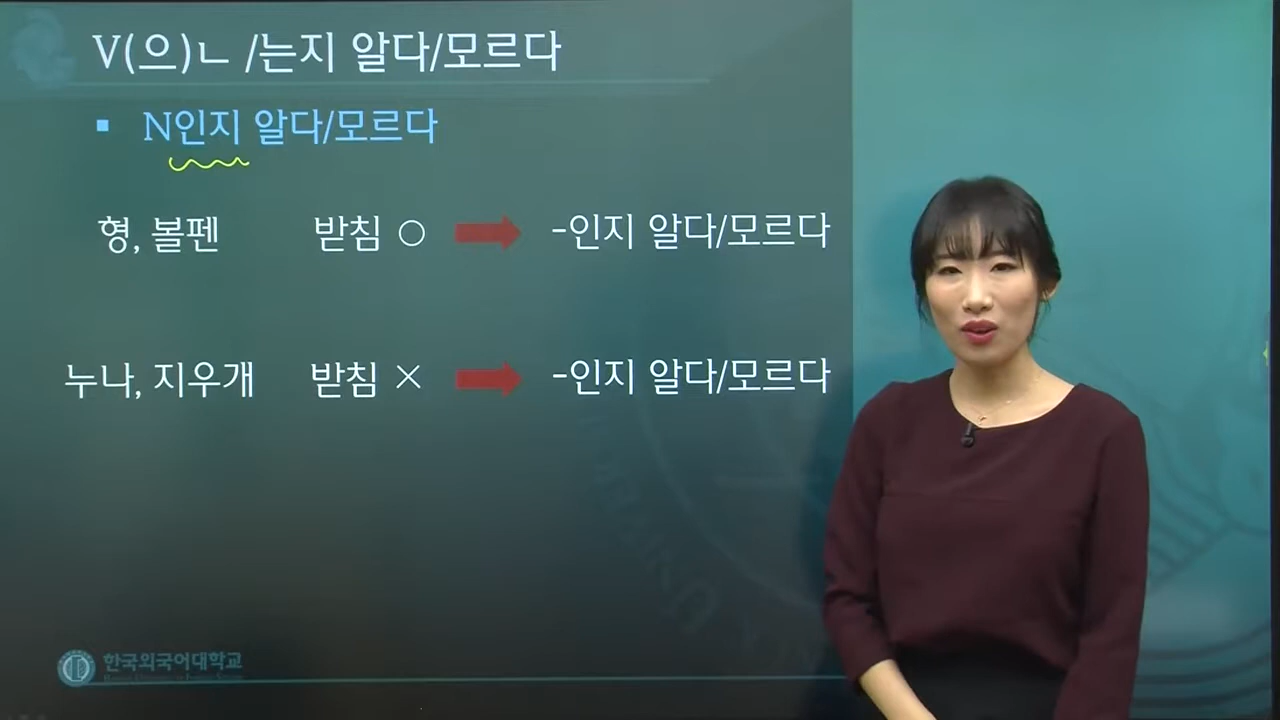 V(으)ㄴ /는지 알다/모르다
▪ N인지 알다/모르다
형, 볼펜 받침 ○ -인지 알다/모르다
누나, 지우개 받침 × -인지 알다/모르다
한국외국어대학교